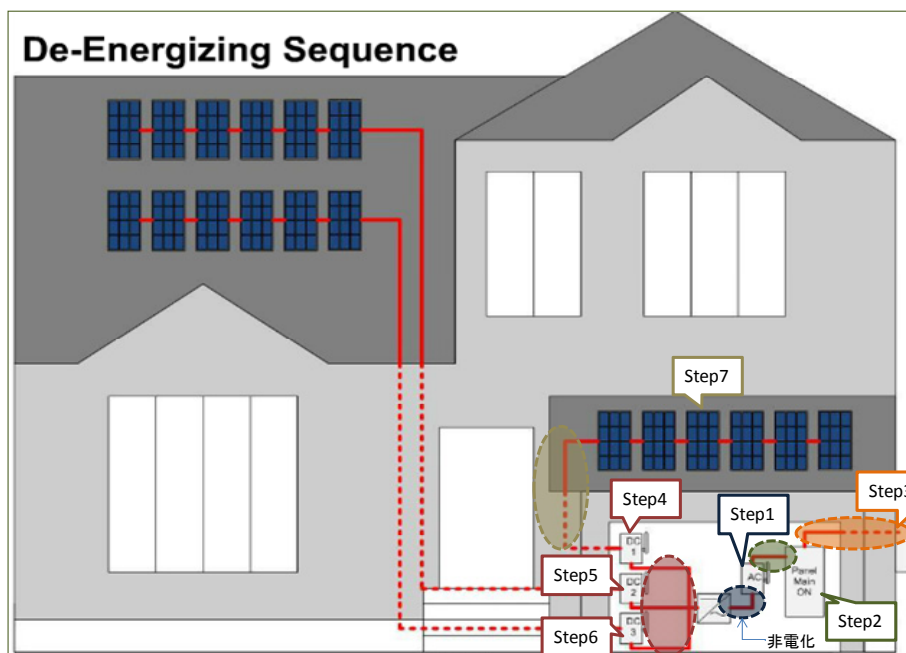 De-Energizing Sequence
Step7
Step4
Step1
Step3
DC
1
Step5
DC
2
AC
Panel
Main
ON
Step6
DC
3
Step2
非電化